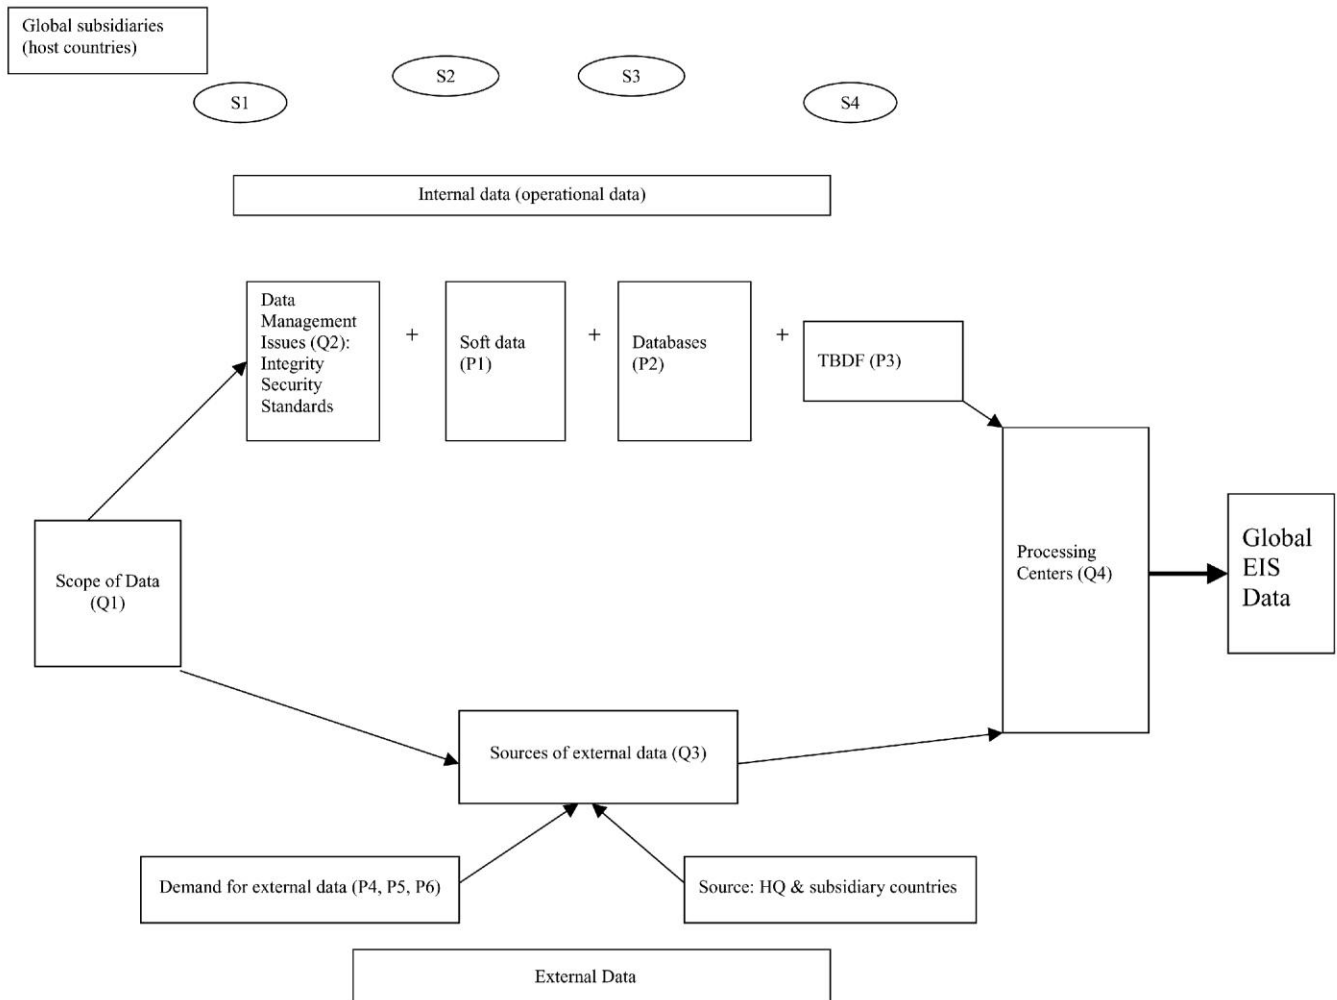 Global subsidiaries
(host countries)
S1
S2
S3
S4
Internal data (operational data)
Data
Management
Issues (Q2):
Integrity
Security
Standards
+
Soft data
(P1)
+
Databases
(P2)
+
TBDF (P3)
Scope of Data
(Q1)
Processing
Centers (Q4)
Global
EIS
Data
Sources of external data (Q3)
Demand for external data (P4, P5, P6)
Source: HQ & subsidiary countries
External Data